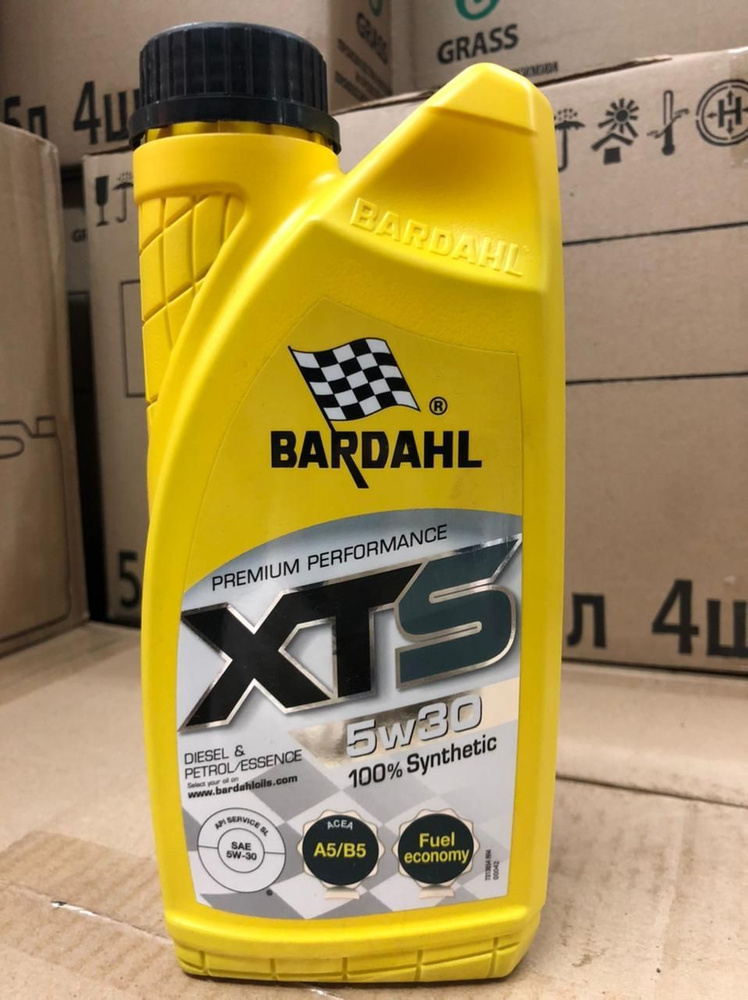 GRASS
GRASS
5л 4ш
BARDAHL
BARDAHL
®
PREMIUM PERFORMANCE
XTS
5w30
100% Synthetic
DIESEL &
PETROL/ESSENCE
Select your oil on
www.bardahloils.com
API SERVICE SL
SAE
5W-30
ACEA
A5/B5
Fuel
economy
5
л 4ш